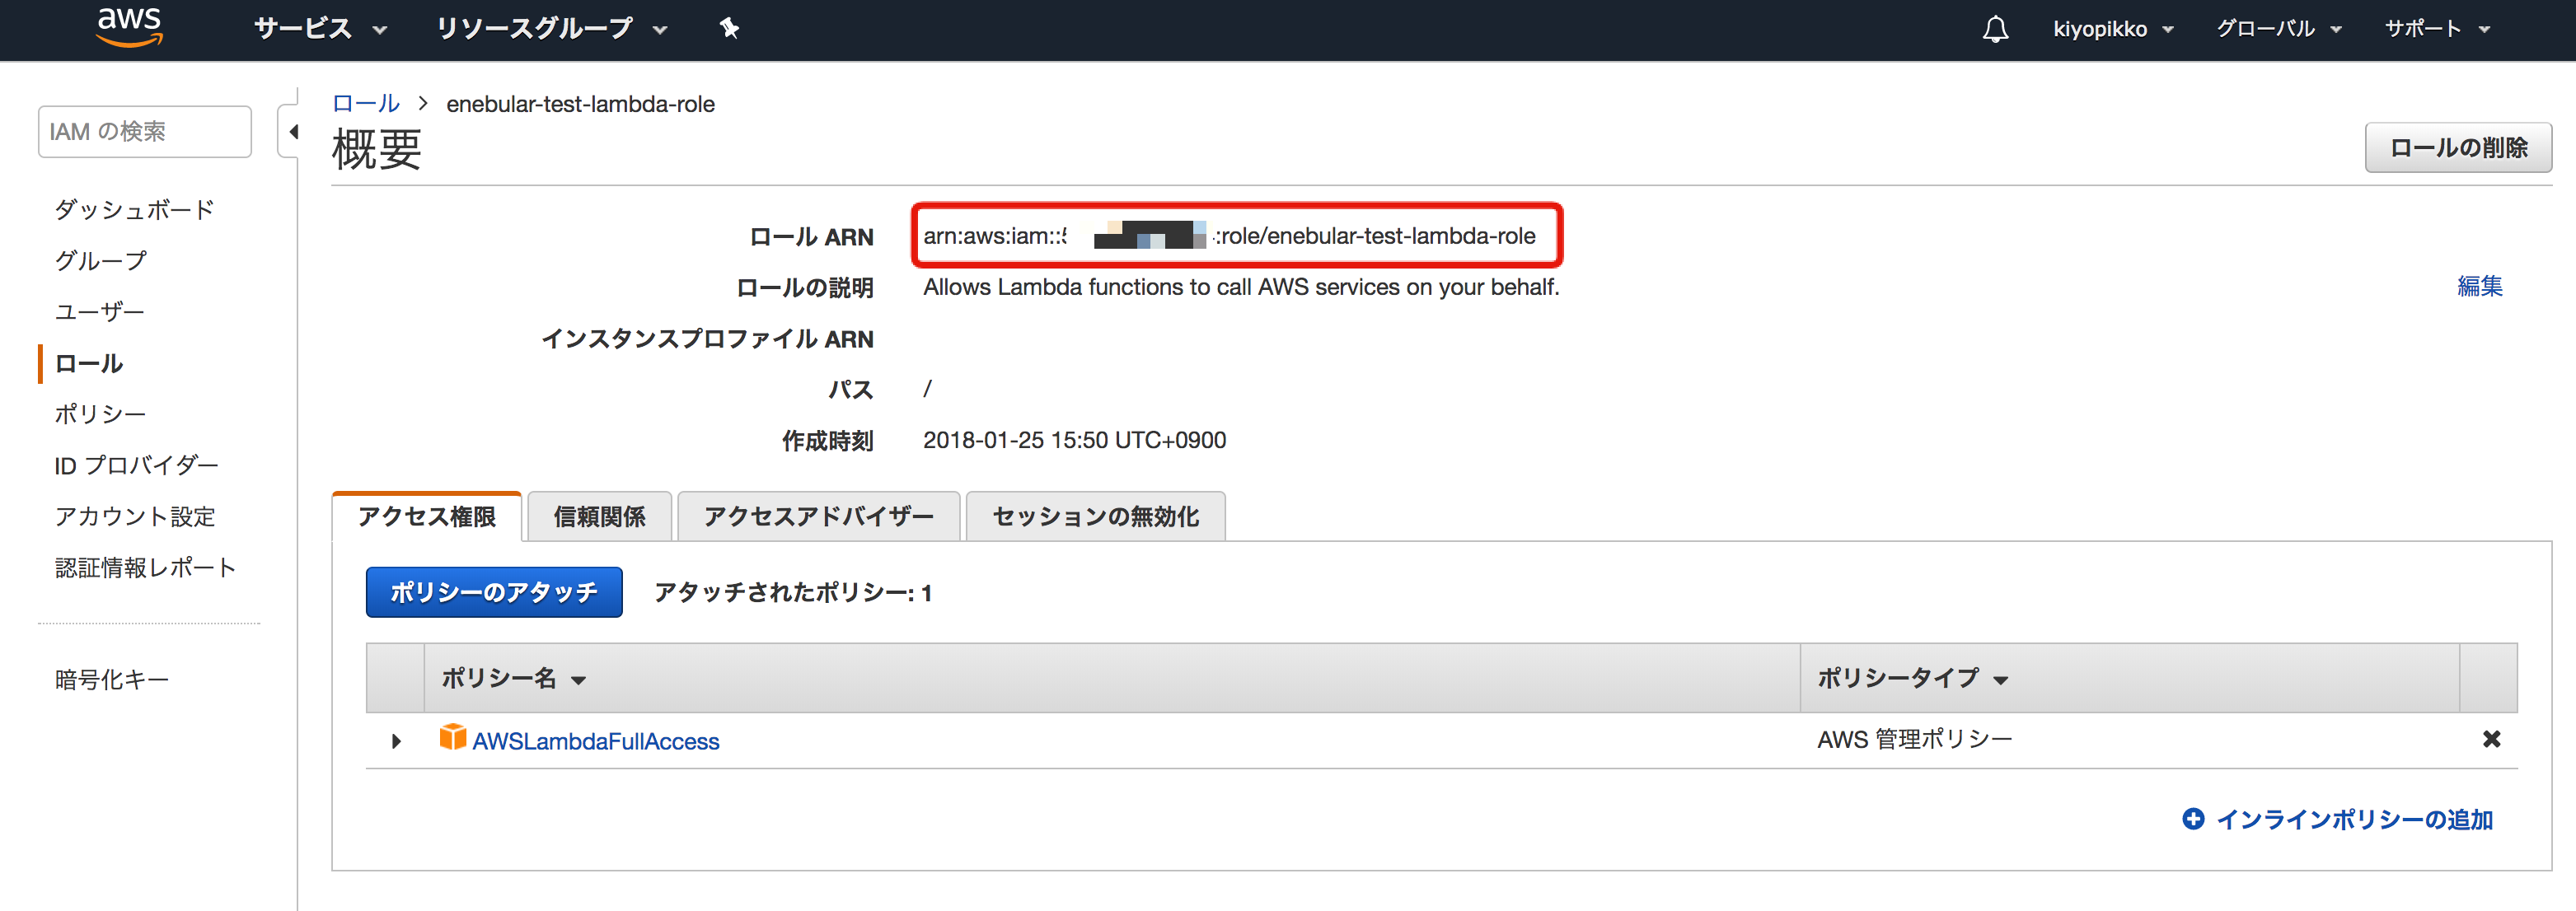 aws サービス リソースグループ kiyopikko グローバル サポート
IAM の検索
ダッシュボード
グループ
ユーザー
ロール
ポリシー
ID プロバイダー
アカウント設定
認証情報レポート
暗号化キー
ロール > enebular-test-lambda-role
概要
ロールの削除
ロール ARN arn:aws:iam:: :role/enebular-test-lambda-role
ロールの説明 Allows Lambda functions to call AWS services on your behalf.
編集
インスタンスプロファイル ARN
パス /
作成時刻 2018-01-25 15:50 UTC+0900
アクセス権限 信頼関係 アクセスアドバイザー セッションの無効化
ポリシーのアタッチ アタッチされたポリシー: 1
ポリシー名 ポリシータイプ
AWSLambdaFullAccess AWS 管理ポリシー
インラインポリシーの追加